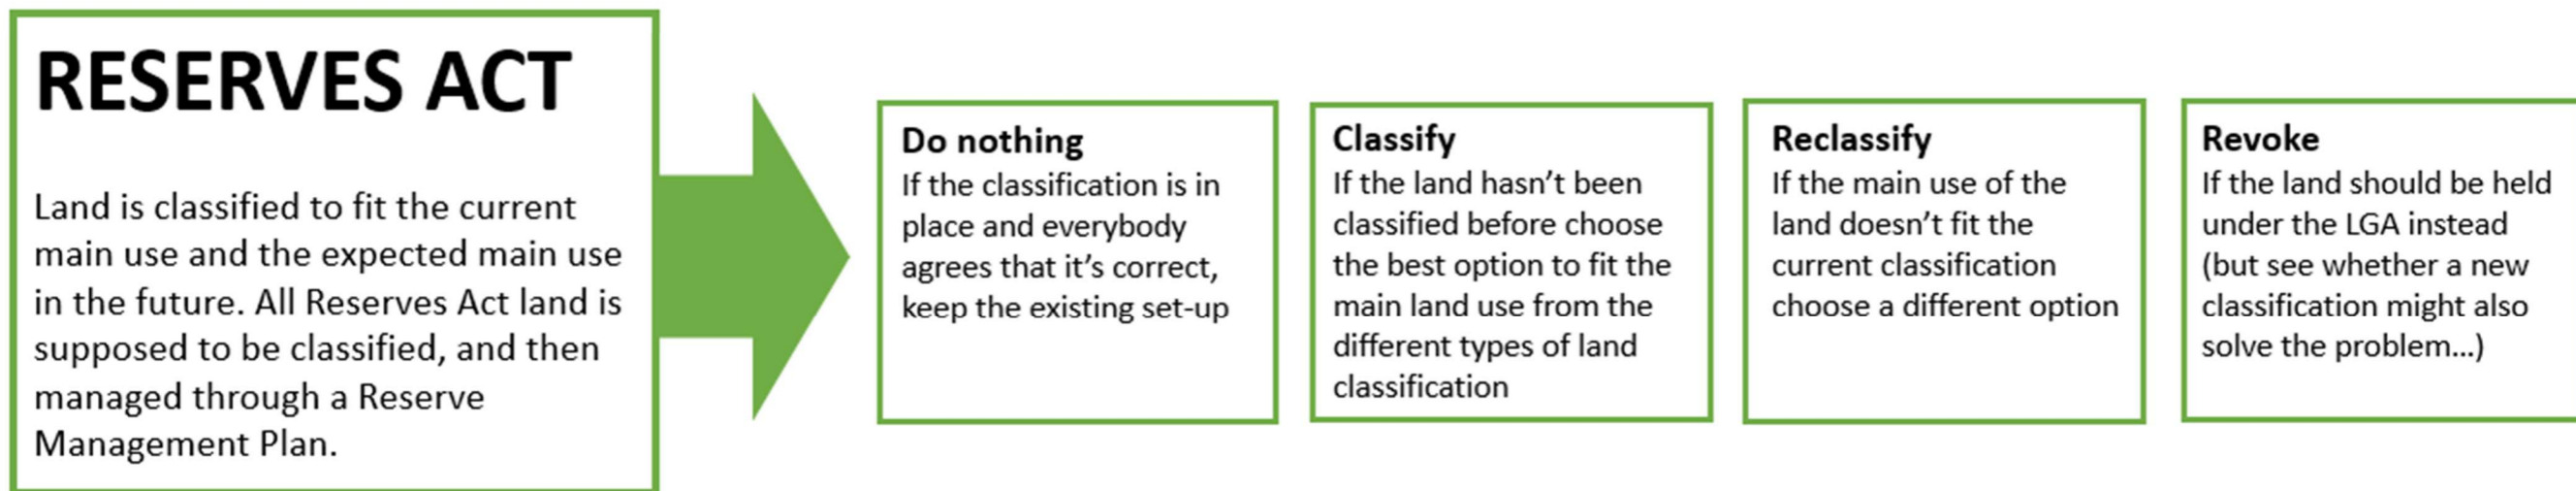 RESERVES ACT
Land is classified to fit the current
main use and the expected main use
in the future. All Reserves Act land is
supposed to be classified, and then
managed through a Reserve
Management Plan.
Do nothing
If the classification is in
place and everybody
agrees that it’s correct,
keep the existing set-up
Classify
If the land hasn’t been
classified before choose
the best option to fit the
main land use from the
different types of land
classification
Reclassify
If the main use of the
land doesn’t fit the
current classification
choose a different option
Revoke
If the land should be held
under the LGA instead
(but see whether a new
classification might also
solve the problem...)